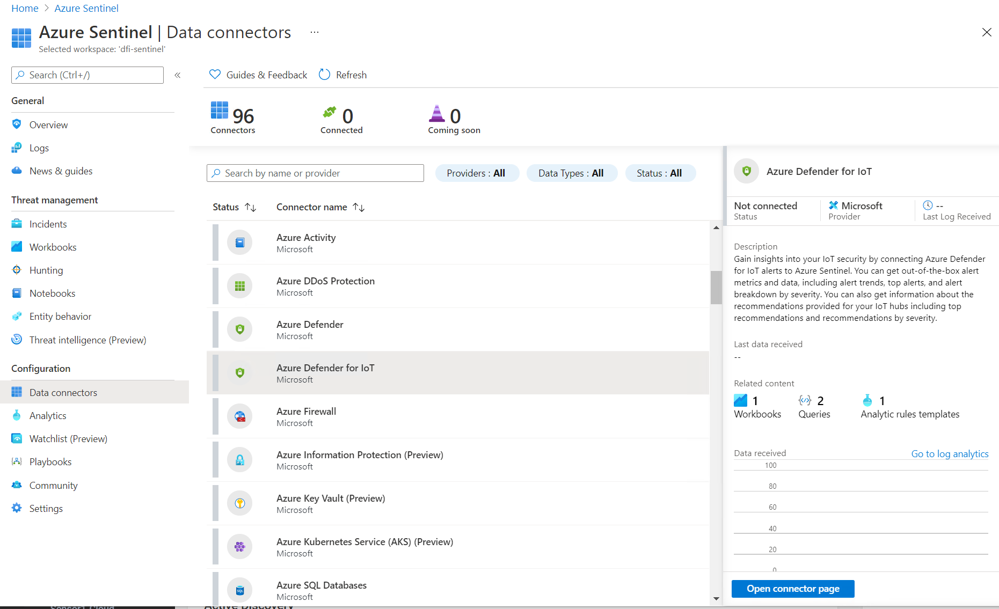 Home > Azure Sentinel
Azure Sentinel | Data connectors ...
Selected workspace: 'dfi-sentinel'
Search (Ctrl+/)
«
General
Overview
Logs
News & guides
Threat management
Incidents
Workbooks
Hunting
Notebooks
Entity behavior
Threat intelligence (Preview)
Configuration
Data connectors
Analytics
Watchlist (Preview)
Playbooks
Community
Settings
Guides & Feedback
Refresh
96
Connectors
0
Connected
0
Coming soon
Search by name or provider
Providers : All
Data Types : All
Status : All
Status
Connector name
Azure Activity
Microsoft
Azure DDoS Protection
Microsoft
Azure Defender
Microsoft
Azure Defender for IoT
Microsoft
Azure Firewall
Microsoft
Azure Information Protection (Preview)
Microsoft
Azure Key Vault (Preview)
Microsoft
Azure Kubernetes Service (AKS) (Preview)
Microsoft
SQL
Azure SQL Databases
Microsoft
Azure Defender for IoT
Not connected
Status
Microsoft
Provider
--
Last Log Received
Description
Gain insights into your IoT security by connecting Azure Defender
for IoT alerts to Azure Sentinel. You can get out-of-the-box alert
metrics and data, including alert trends, top alerts, and alert
breakdown by severity. You can also get information about the
recommendations provided for your IoT hubs including top
recommendations and recommendations by severity.
Last data received
--
Related content
1
Workbooks
2
Queries
1
Analytic rules templates
Data received
Go to log analytics
100
80
60
40
20
0
Open connector page
Sensor1 Cloud
Active Discovery